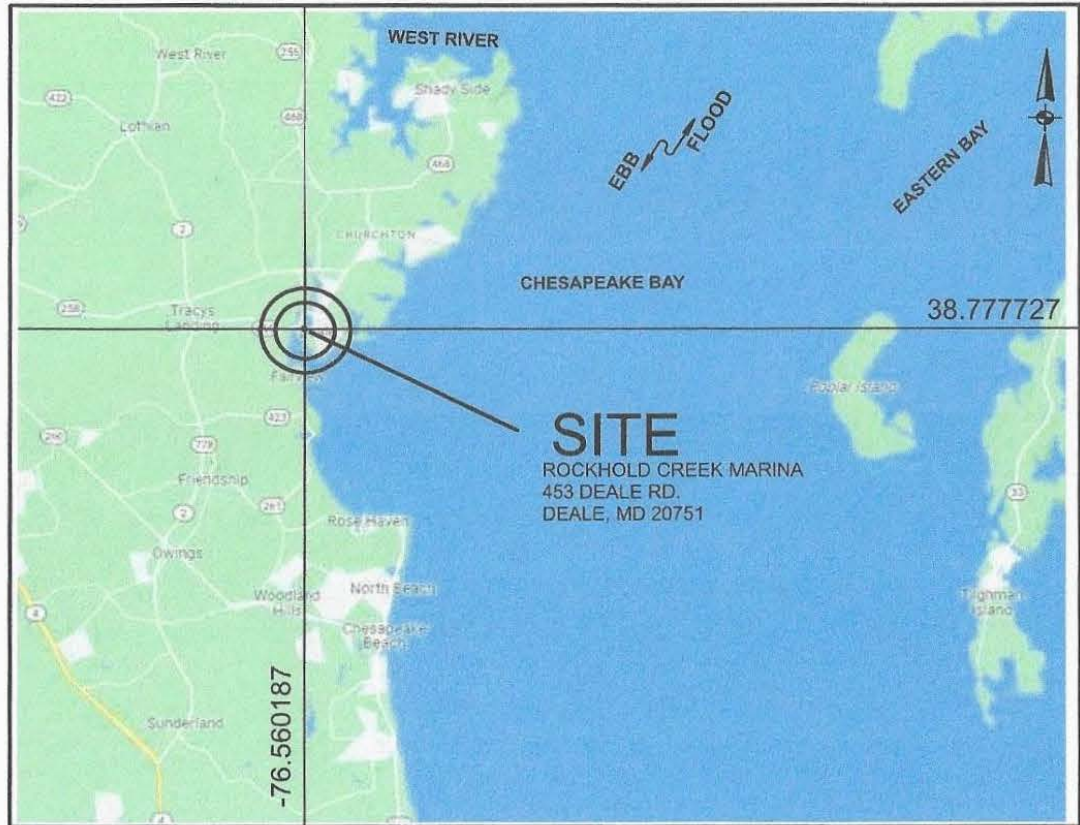 WEST RIVER
West River
255
Shady Side
422
468
Lothian
EBB
FLOOD
468
EASTERN BAY
2
CHURCHTON
CHESAPEAKE BAY
258
Tracys
Landing
38.777727
Fairview
Poplar Island
423
SITE
ROCKHOLD CREEK MARINA
453 DEALE RD.
DEALE, MD 20751
260
778
Friendship
33
2
261
Rose Haven
Owings
Woodland
Hills
North Beach
Tilghman
Island
4
Chesapeake
Beach
-76.560187
Sunderland
4